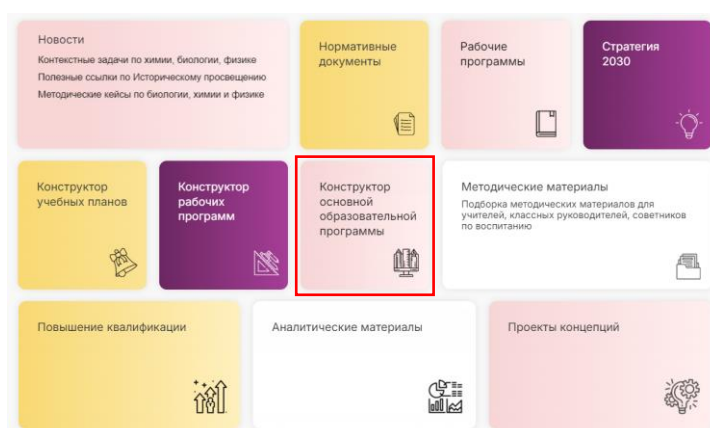 Новости
Контекстные задачи по химии, биологии, физике
Полезные ссылки по Историческому просвещению
Методические кейсы по биологии, химии и физике
Нормативные
документы
Рабочие
программы
Стратегия
2030
Конструктор
учебных планов
Конструктор
рабочих
программ
Конструктор
основной
образовательной
программы
Методические материалы
Подборка методических материалов для
учителей, классных руководителей, советников
по воспитанию
Повышение квалификации
Аналитические материалы
Проекты концепций